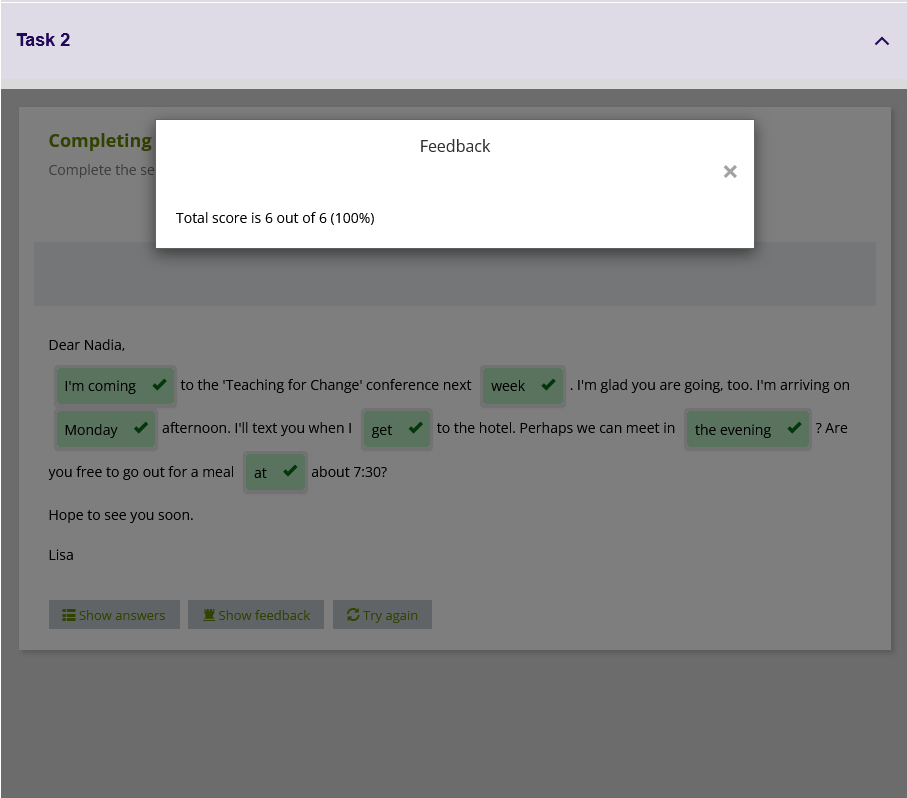 Task 2
Feedback
Total score is 6 out of 6 (100%)
Completing
Complete the se
Dear Nadia,
I'm coming to the 'Teaching for Change' conference next week . I'm glad you are going, too. I'm arriving on
Monday afternoon. I'll text you when I get to the hotel. Perhaps we can meet in the evening ? Are
you free to go out for a meal at about 7:30?
Hope to see you soon.
Lisa
Show answers Show feedback Try again